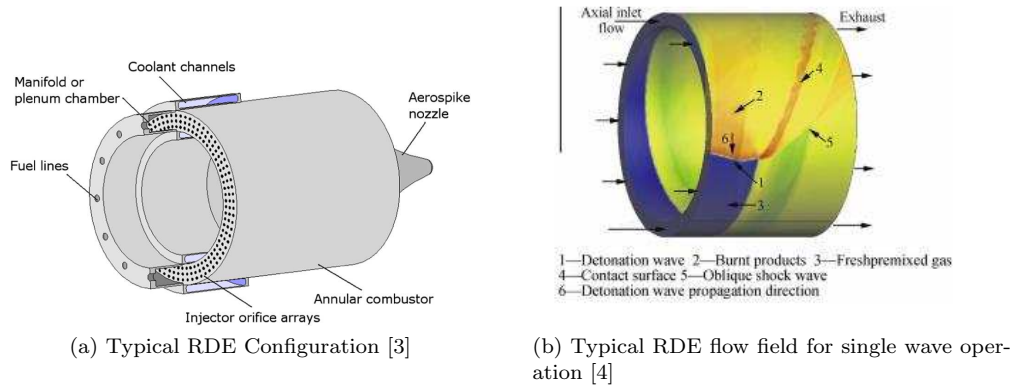 Coolant channels
Manifold or
plenum chamber
Aerospike
nozzle
Fuel lines
Annular combustor
Injector orifice arrays
(a) Typical RDE Configuration [3]
Axial inlet
flow
Exhaust
4
2
6
5
1
3
1—Detonation wave 2—Burnt products 3—Freshpremixed gas
4—Contact surface 5—Oblique shock wave
6—Detonation wave propagation direction
(b) Typical RDE flow field for single wave oper-
ation [4]